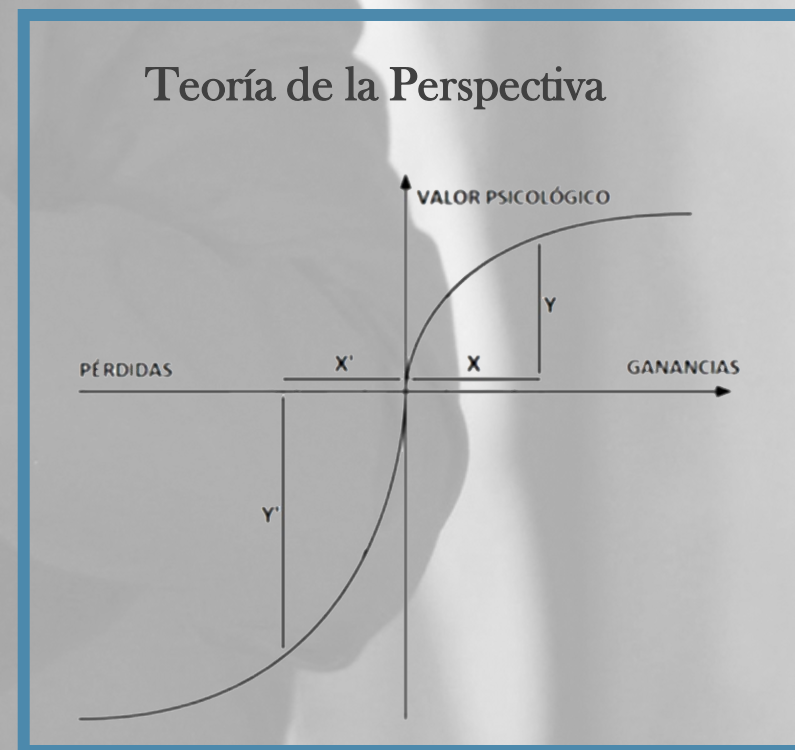 Teoría de la Perspectiva
VALOR PSICOLÓGICO
Y
X'
X
PÉRDIDAS
GANANCIAS
Y'